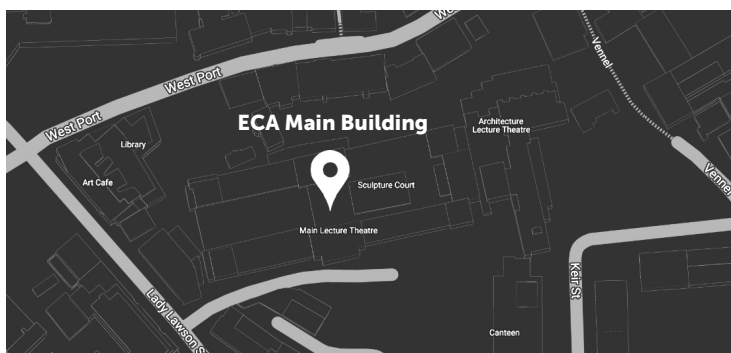 West Port
West Port
Vennel
ECA Main Building
Architecture
Lecture Theatre
Library
Art Cafe
Sculpture Court
Vennel
Main Lecture Theatre
Keir St
Lady Lawson
Canteen